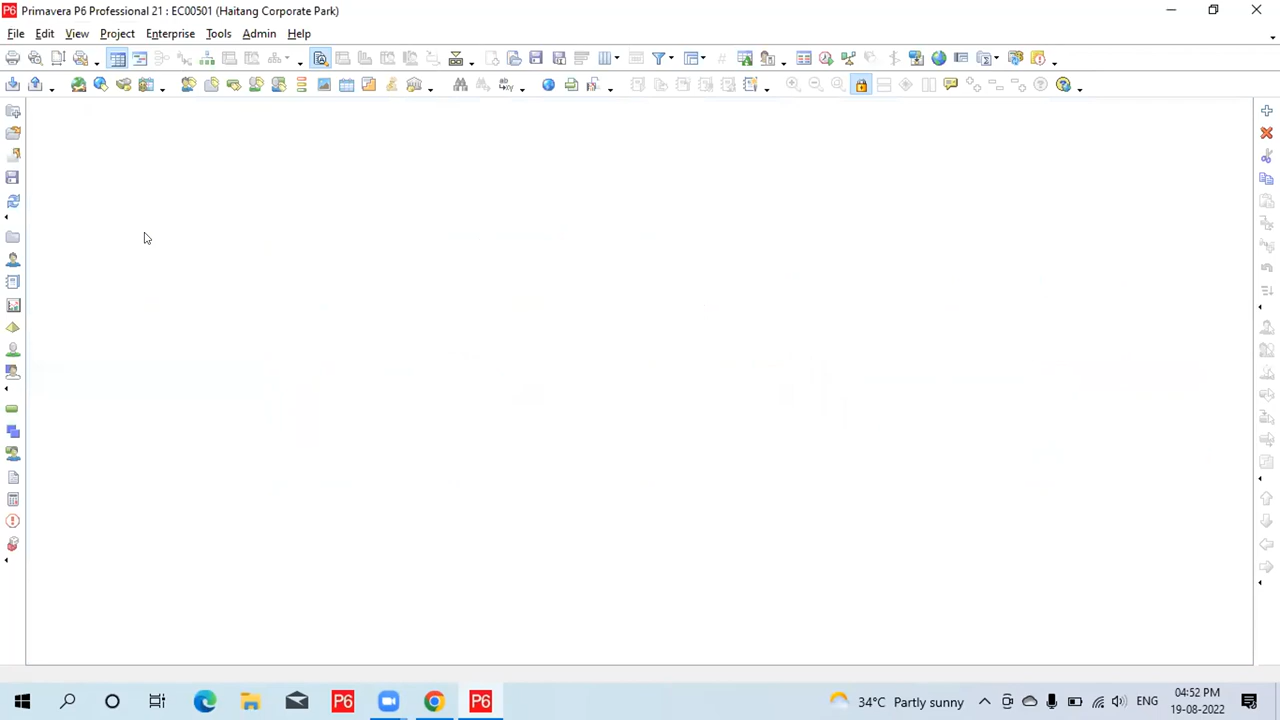 P6 Primavera P6 Professional 21 : EC00501 (Haitang Corporate Park)
File Edit View Project Enterprise Tools Admin Help
P6 P6 34°C Partly sunny ENG 04:52 PM
19-08-2022